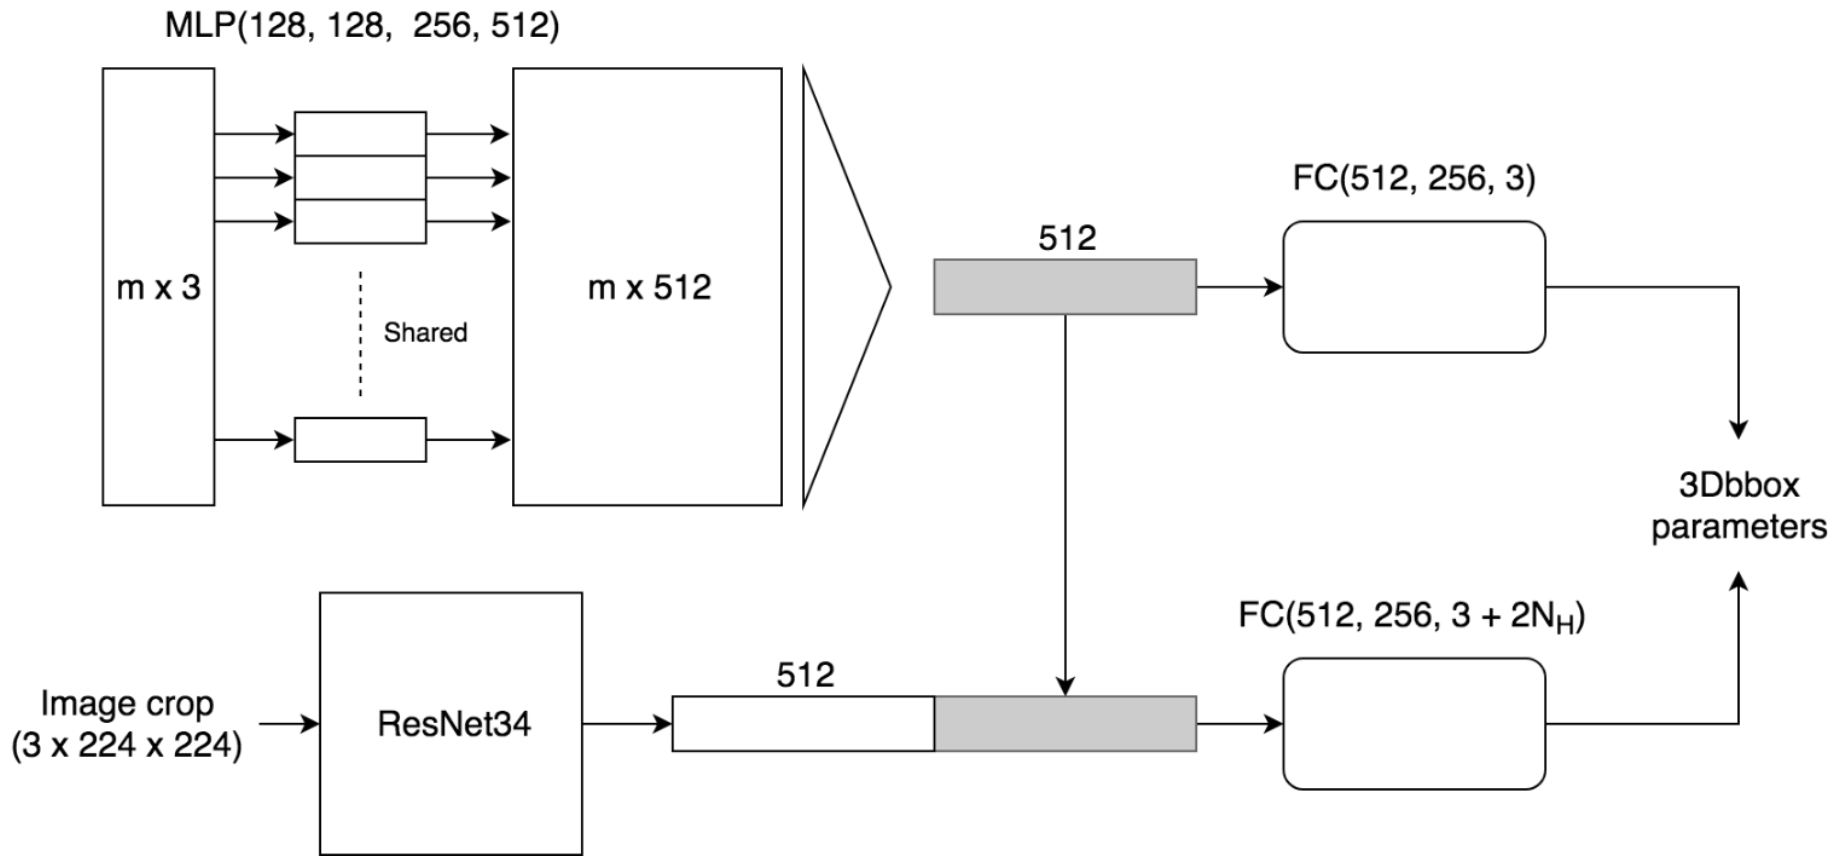 MLP(128, 128, 256, 512)
m x 3
Shared
m x 512
512
FC(512, 256, 3)
3Dbbox
parameters
FC(512, 256, 3 + 2N_H)
512
Image crop
(3 x 224 x 224)
ResNet34